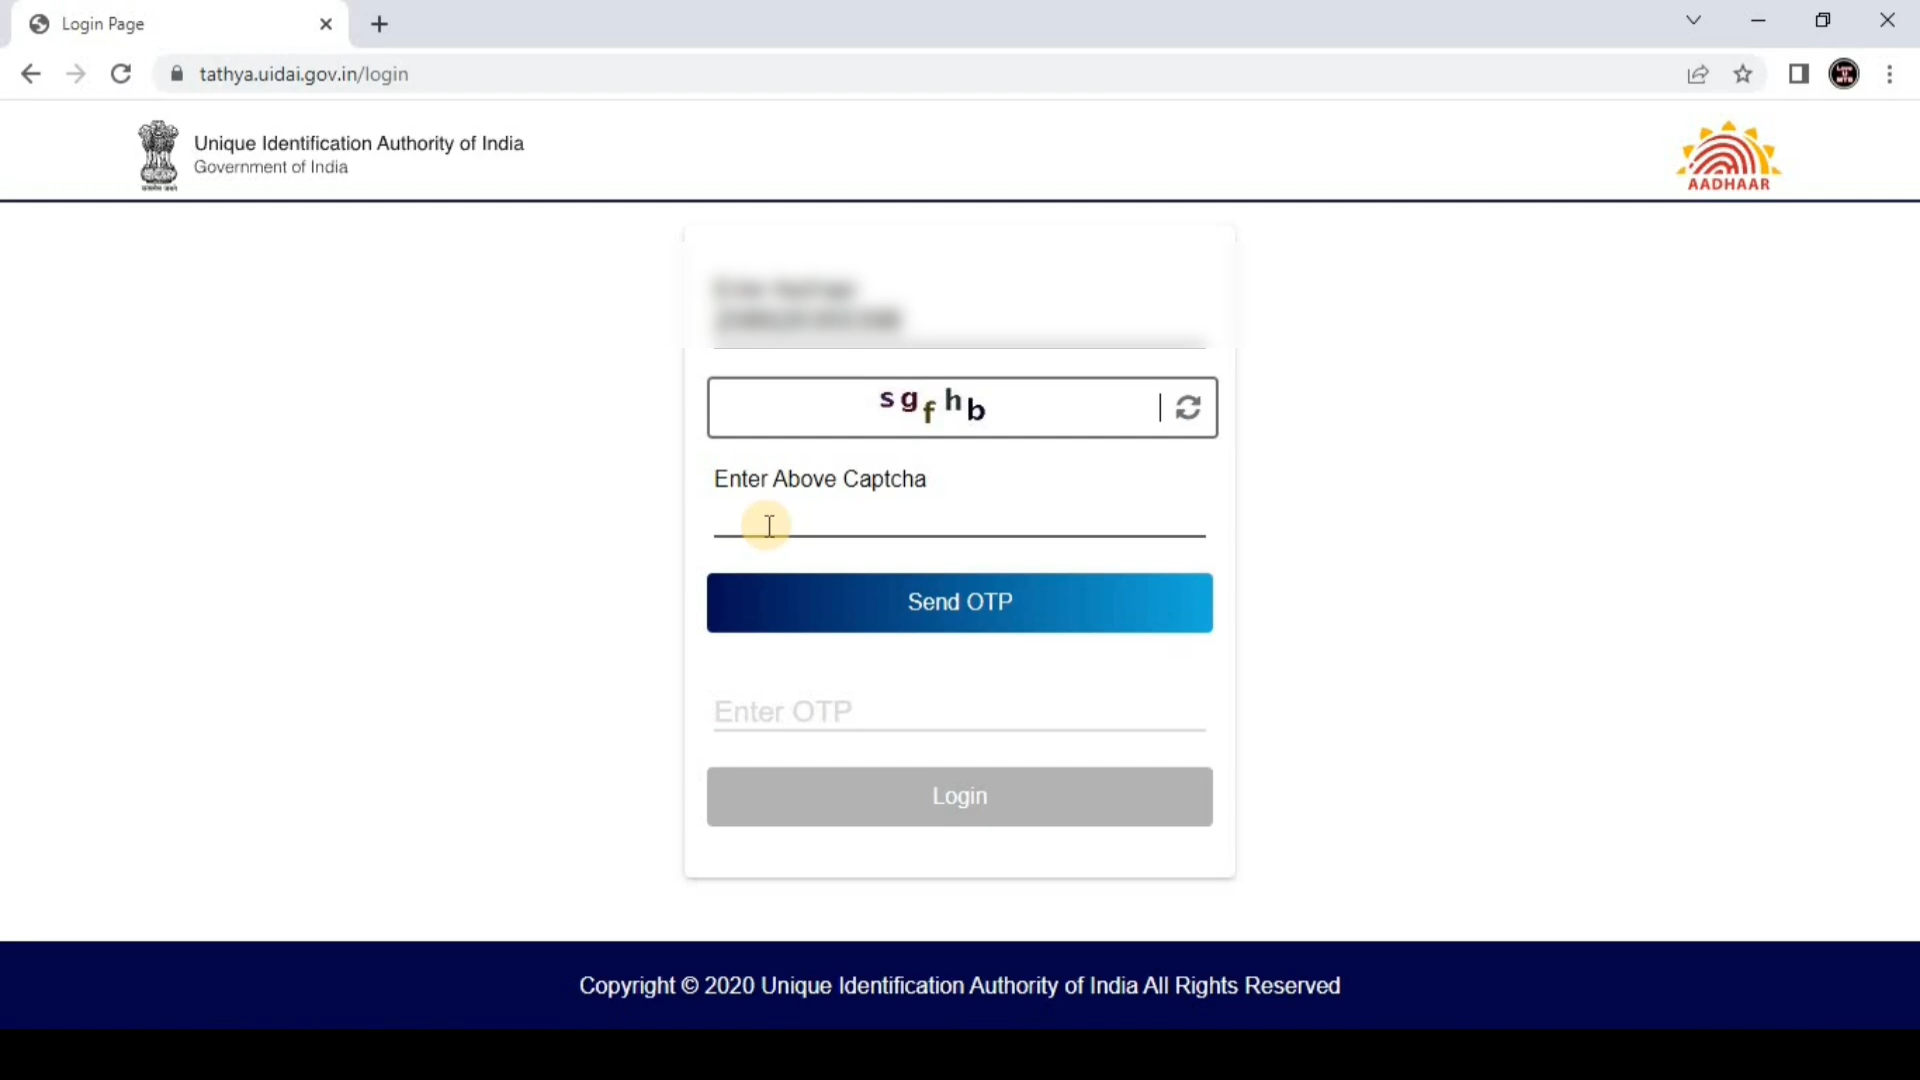 Login Page
tathya.uidai.gov.in/login
Unique Identification Authority of India
Government of India
AADHAAR
sgfhb
Enter Above Captcha
Send OTP
Enter OTP
Login
Copyright © 2020 Unique Identification Authority of India All Rights Reserved